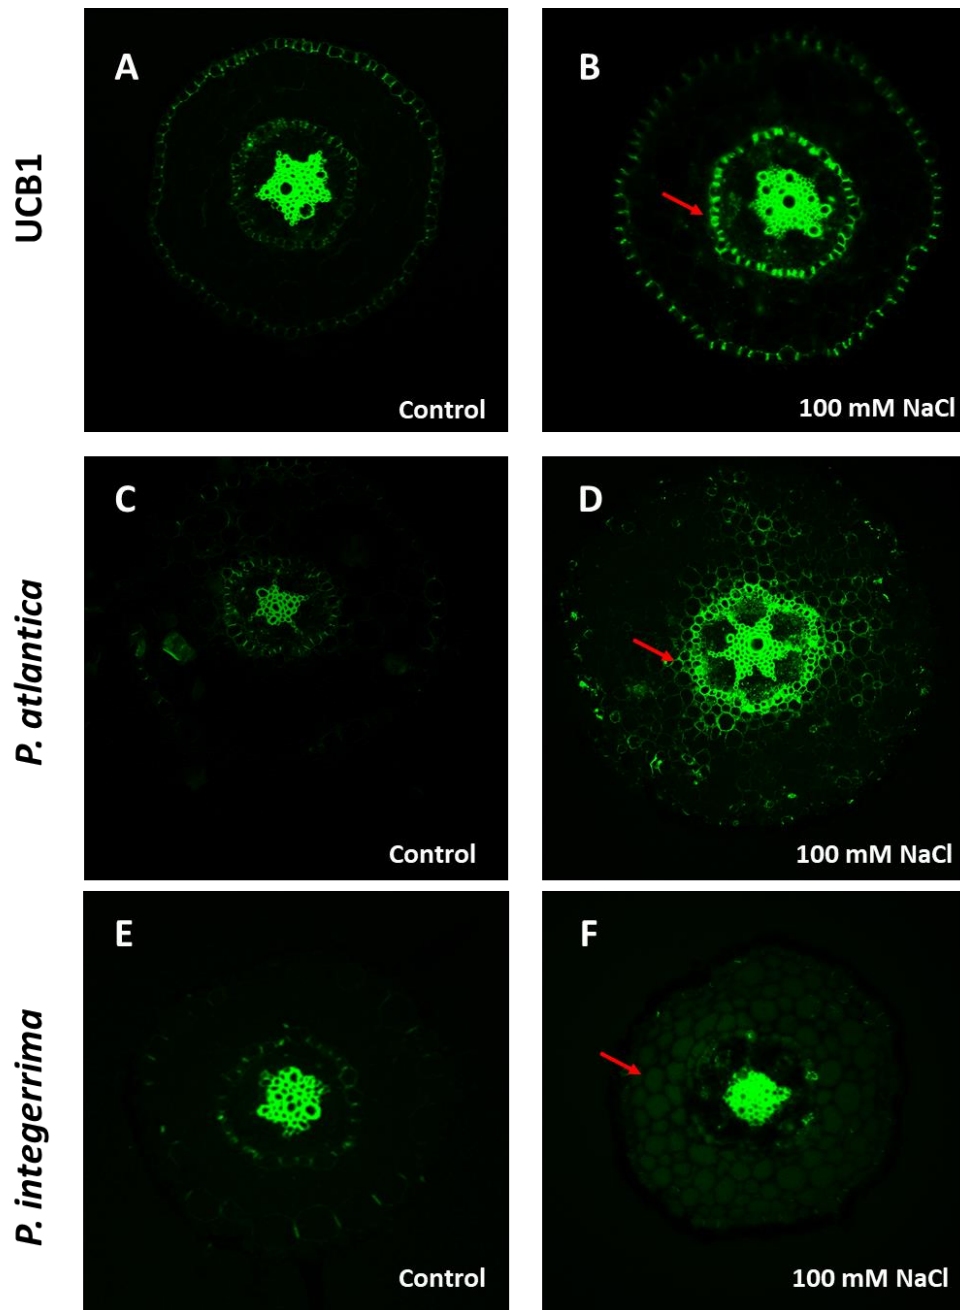 UCB1
A
Control
B
100 mM NaCl
P. atlantica
C
Control
D
100 mM NaCl
P. integerrima
E
Control
F
100 mM NaCl